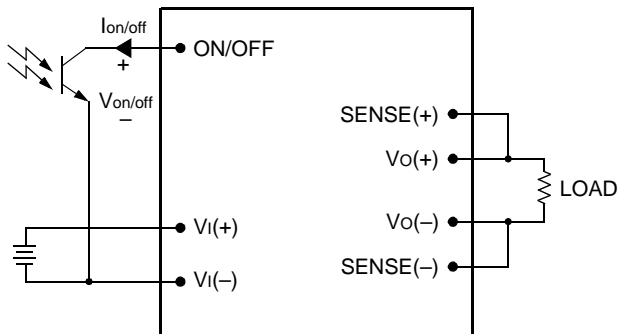 Ion/off
+
ON/OFF
Von/off
–
SENSE(+)
VO(+)
LOAD
VI(+)
VO(–)
VI(–)
SENSE(–)